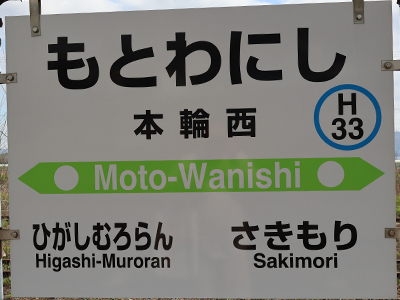 もとわにし
本輪西
H
33
Moto-Wanishi
ひがしむろらん さきもり
Higashi-Muroran Sakimori